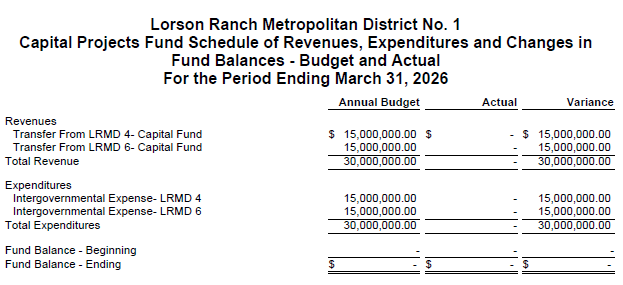 Lorson Ranch Metropolitan District No. 1
Capital Projects Fund Schedule of Revenues, Expenditures and Changes in
Fund Balances - Budget and Actual
For the Period Ending March 31, 2026
Annual Budget Actual Variance
Revenues
Transfer From LRMD 4- Capital Fund $ 15,000,000.00 $ - $ 15,000,000.00
Transfer From LRMD 6- Capital Fund 15,000,000.00 - 15,000,000.00
Total Revenue 30,000,000.00 - 30,000,000.00
Expenditures
Intergovernmental Expense- LRMD 4 15,000,000.00 - 15,000,000.00
Intergovernmental Expense- LRMD 6 15,000,000.00 - 15,000,000.00
Total Expenditures 30,000,000.00 - 30,000,000.00
Fund Balance - Beginning - - -
Fund Balance - Ending $ - $ - $ -